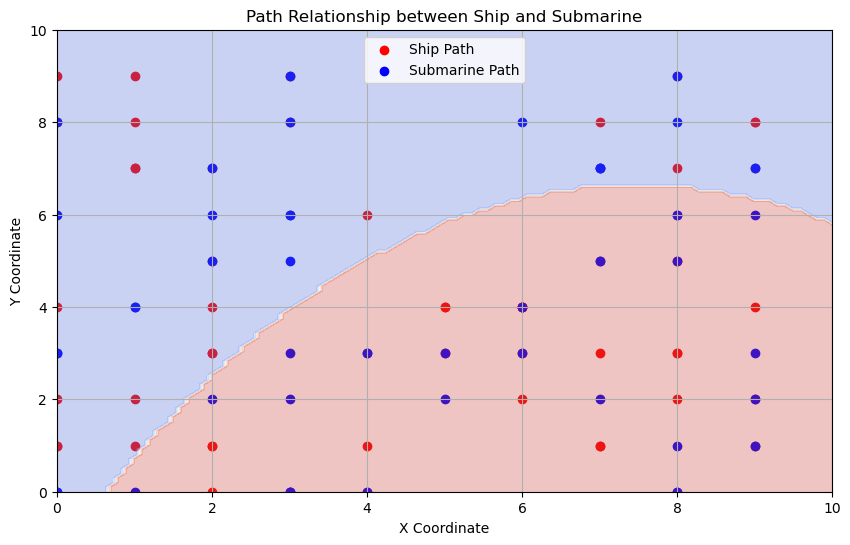 Path Relationship between Ship and Submarine
Ship Path
Submarine Path
10
8
6
4
2
0
Y Coordinate
0 2 4 6 8 10
X Coordinate